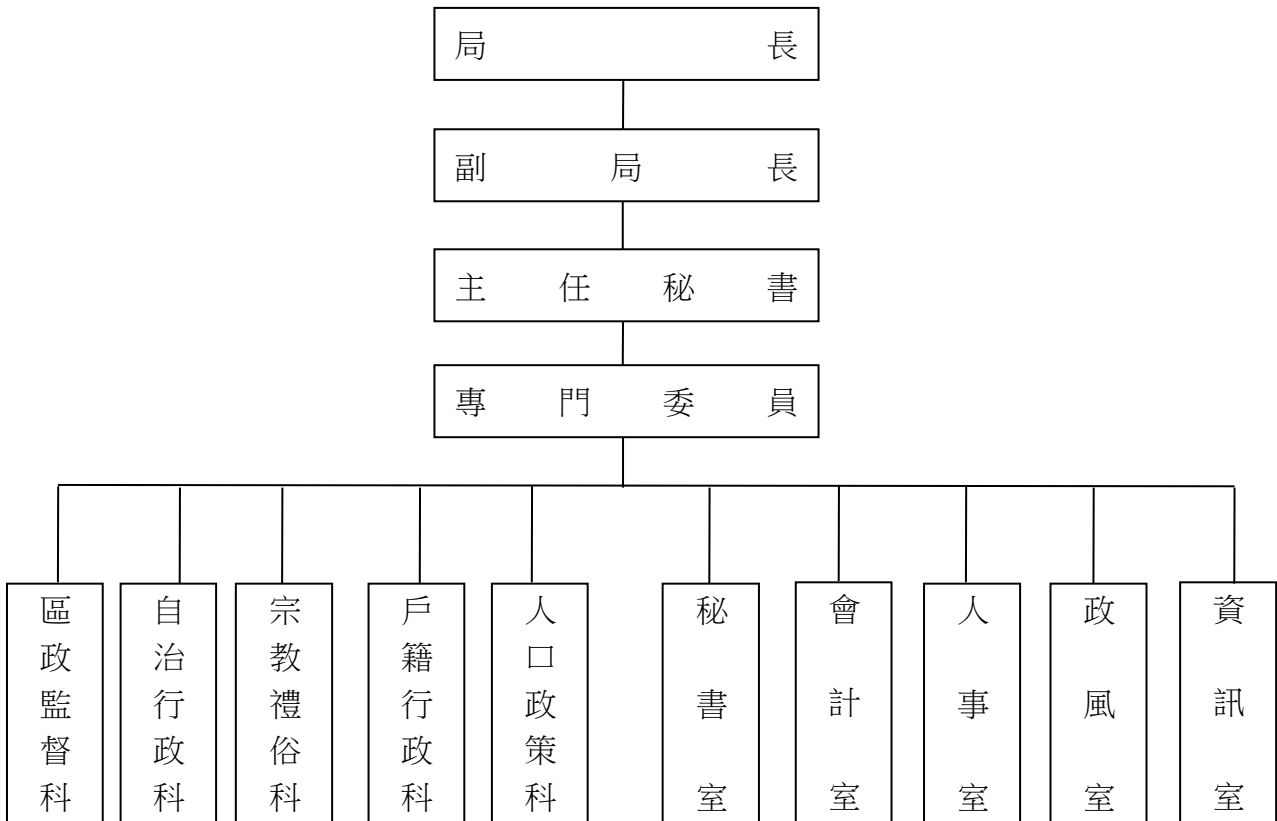 局長
副局長
主任秘書
專門委員
區政監督科
自治行政科
宗教禮俗科
戶籍行政科
人口政策科
秘書室
會計室
人事室
政風室
資訊室